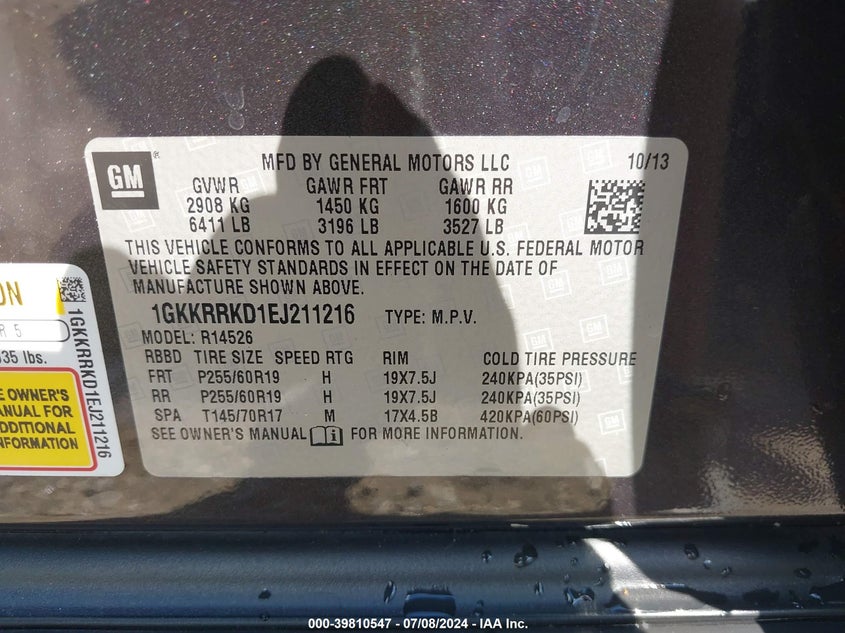 GM
MFD BY GENERAL MOTORS LLC 10/13
GVWR GAWR FRT GAWR RR
2908 KG 1450 KG 1600 KG
6411 LB 3196 LB 3527 LB
THIS VEHICLE CONFORMS TO ALL APPLICABLE U.S. FEDERAL MOTOR
VEHICLE SAFETY STANDARDS IN EFFECT ON THE DATE OF
MANUFACTURE SHOWN ABOVE.
1GKKRRKD1EJ211216 TYPE: M.P.V.
MODEL: R14526
RBBD TIRE SIZE SPEED RTG RIM COLD TIRE PRESSURE
FRT P255/60R19 H 19X7.5J 240KPA(35PSI)
RR P255/60R19 H 19X7.5J 240KPA(35PSI)
SPA T145/70R17 M 17X4.5B 420KPA(60PSI)
SEE OWNER'S MANUAL FOR MORE INFORMATION.
ON
R 5
35 lbs.
OWNER'S
MANUAL FOR
ADDITIONAL
INFORMATION
1GKKRRKD1EJ211216
000-39810547 - 07/08/2024 - IAA Inc.